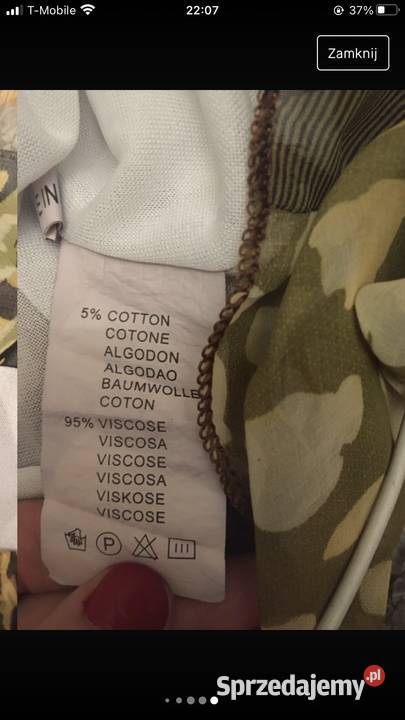 T-Mobile
22:07
37%
Zamknij
EIN
5% COTTON
COTONE
ALGODON
ALGODAO
BAUMWOLLE
COTON
95% VISCOSE
VISCOSA
VISCOSE
VISCOSA
VISKOSE
VISCOSE
P
Sprzedajemy.pl